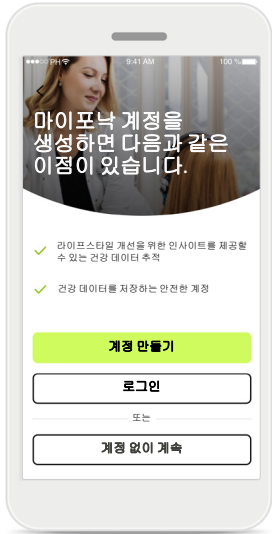 PH 9:41 AM 100 %
마이포낙 계정을
생성하면 다음과 같은
이점이 있습니다.
라이프스타일 개선을 위한 인사이트를 제공할
수 있는 건강 데이터 추적
건강 데이터를 저장하는 안전한 계정
계정 만들기
로그인
또는
계정 없이 계속